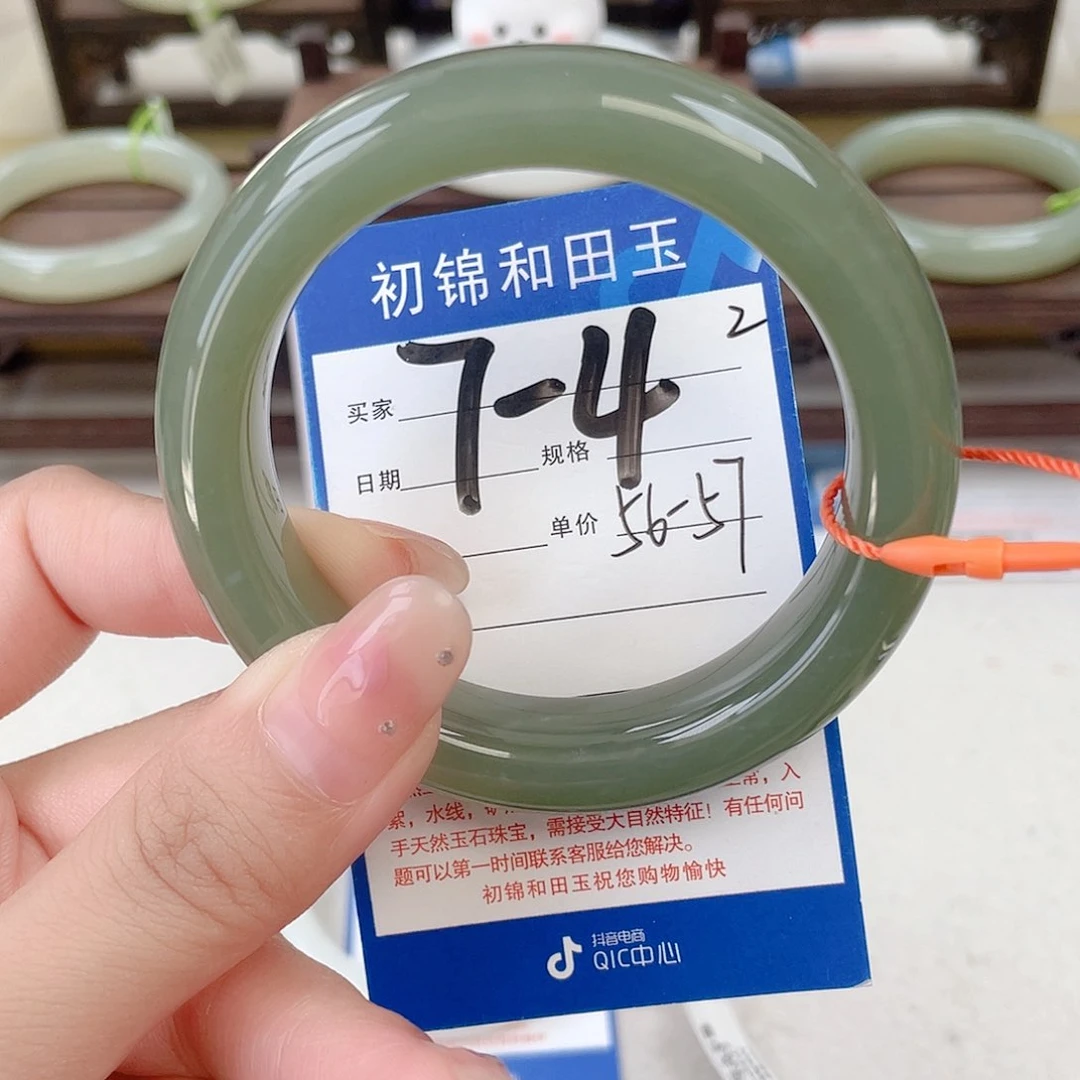 初锦和田玉
7-4 2
买家
日期 规格
单价 56-57
絮，水线，
手天然玉石珠宝，需接受大自然特征！有任何问
题可以第一时间联系客服给您解决。
初锦和田玉祝您购物愉快
抖音电商
QIC中心